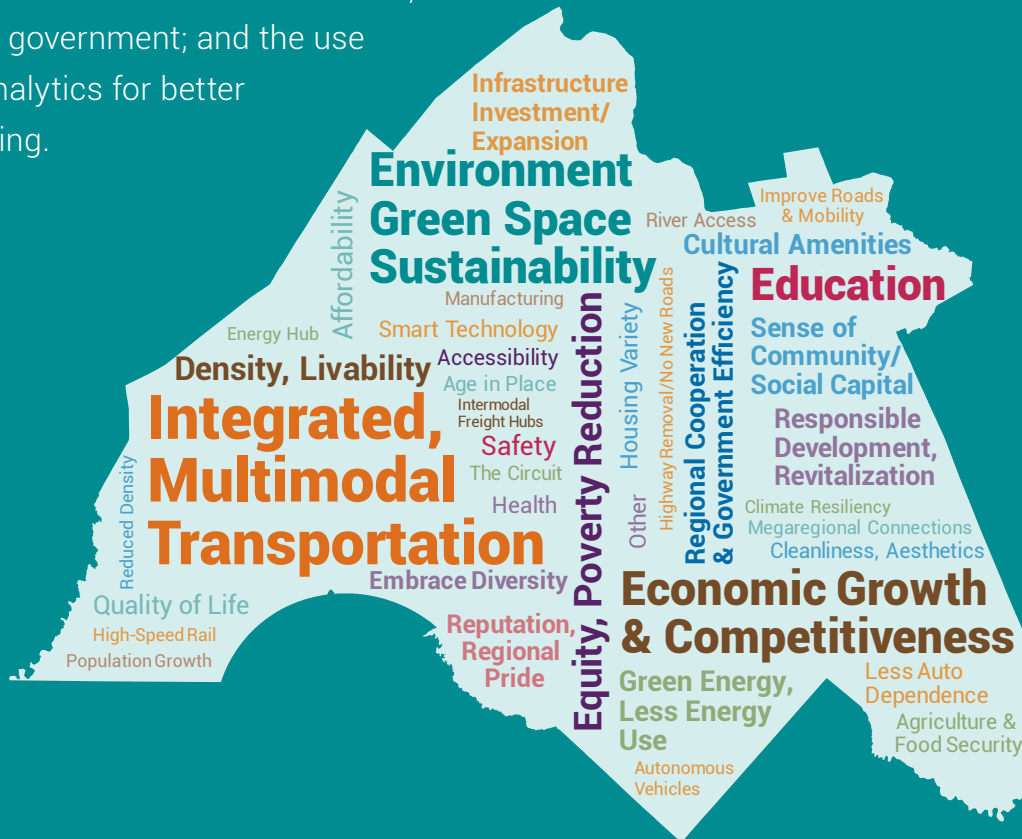 government; and the use
nalytics for better
ing.
Infrastructure
Investment/
Expansion
Environment
Green Space
Sustainability
Affordability
River Access
Improve Roads
& Mobility
Cultural Amenities
Education
Manufacturing
Smart Technology
Energy Hub
Density, Livability
Accessibility
Age in Place
Intermodal
Freight Hubs
Safety
The Circuit
Health
Integrated,
Multimodal
Transportation
Equity, Poverty Reduction
Housing Variety
Other
Highway Removal/No New Roads
Regional Cooperation
& Government Efficiency
Sense of
Community/
Social Capital
Responsible
Development,
Revitalization
Climate Resiliency
Megaregional Connections
Cleanliness, Aesthetics
Reduced Density
Embrace Diversity
Quality of Life
High-Speed Rail
Population Growth
Reputation,
Regional
Pride
Economic Growth
& Competitiveness
Green Energy,
Less Energy
Use
Less Auto
Dependence
Agriculture &
Food Security
Autonomous
Vehicles